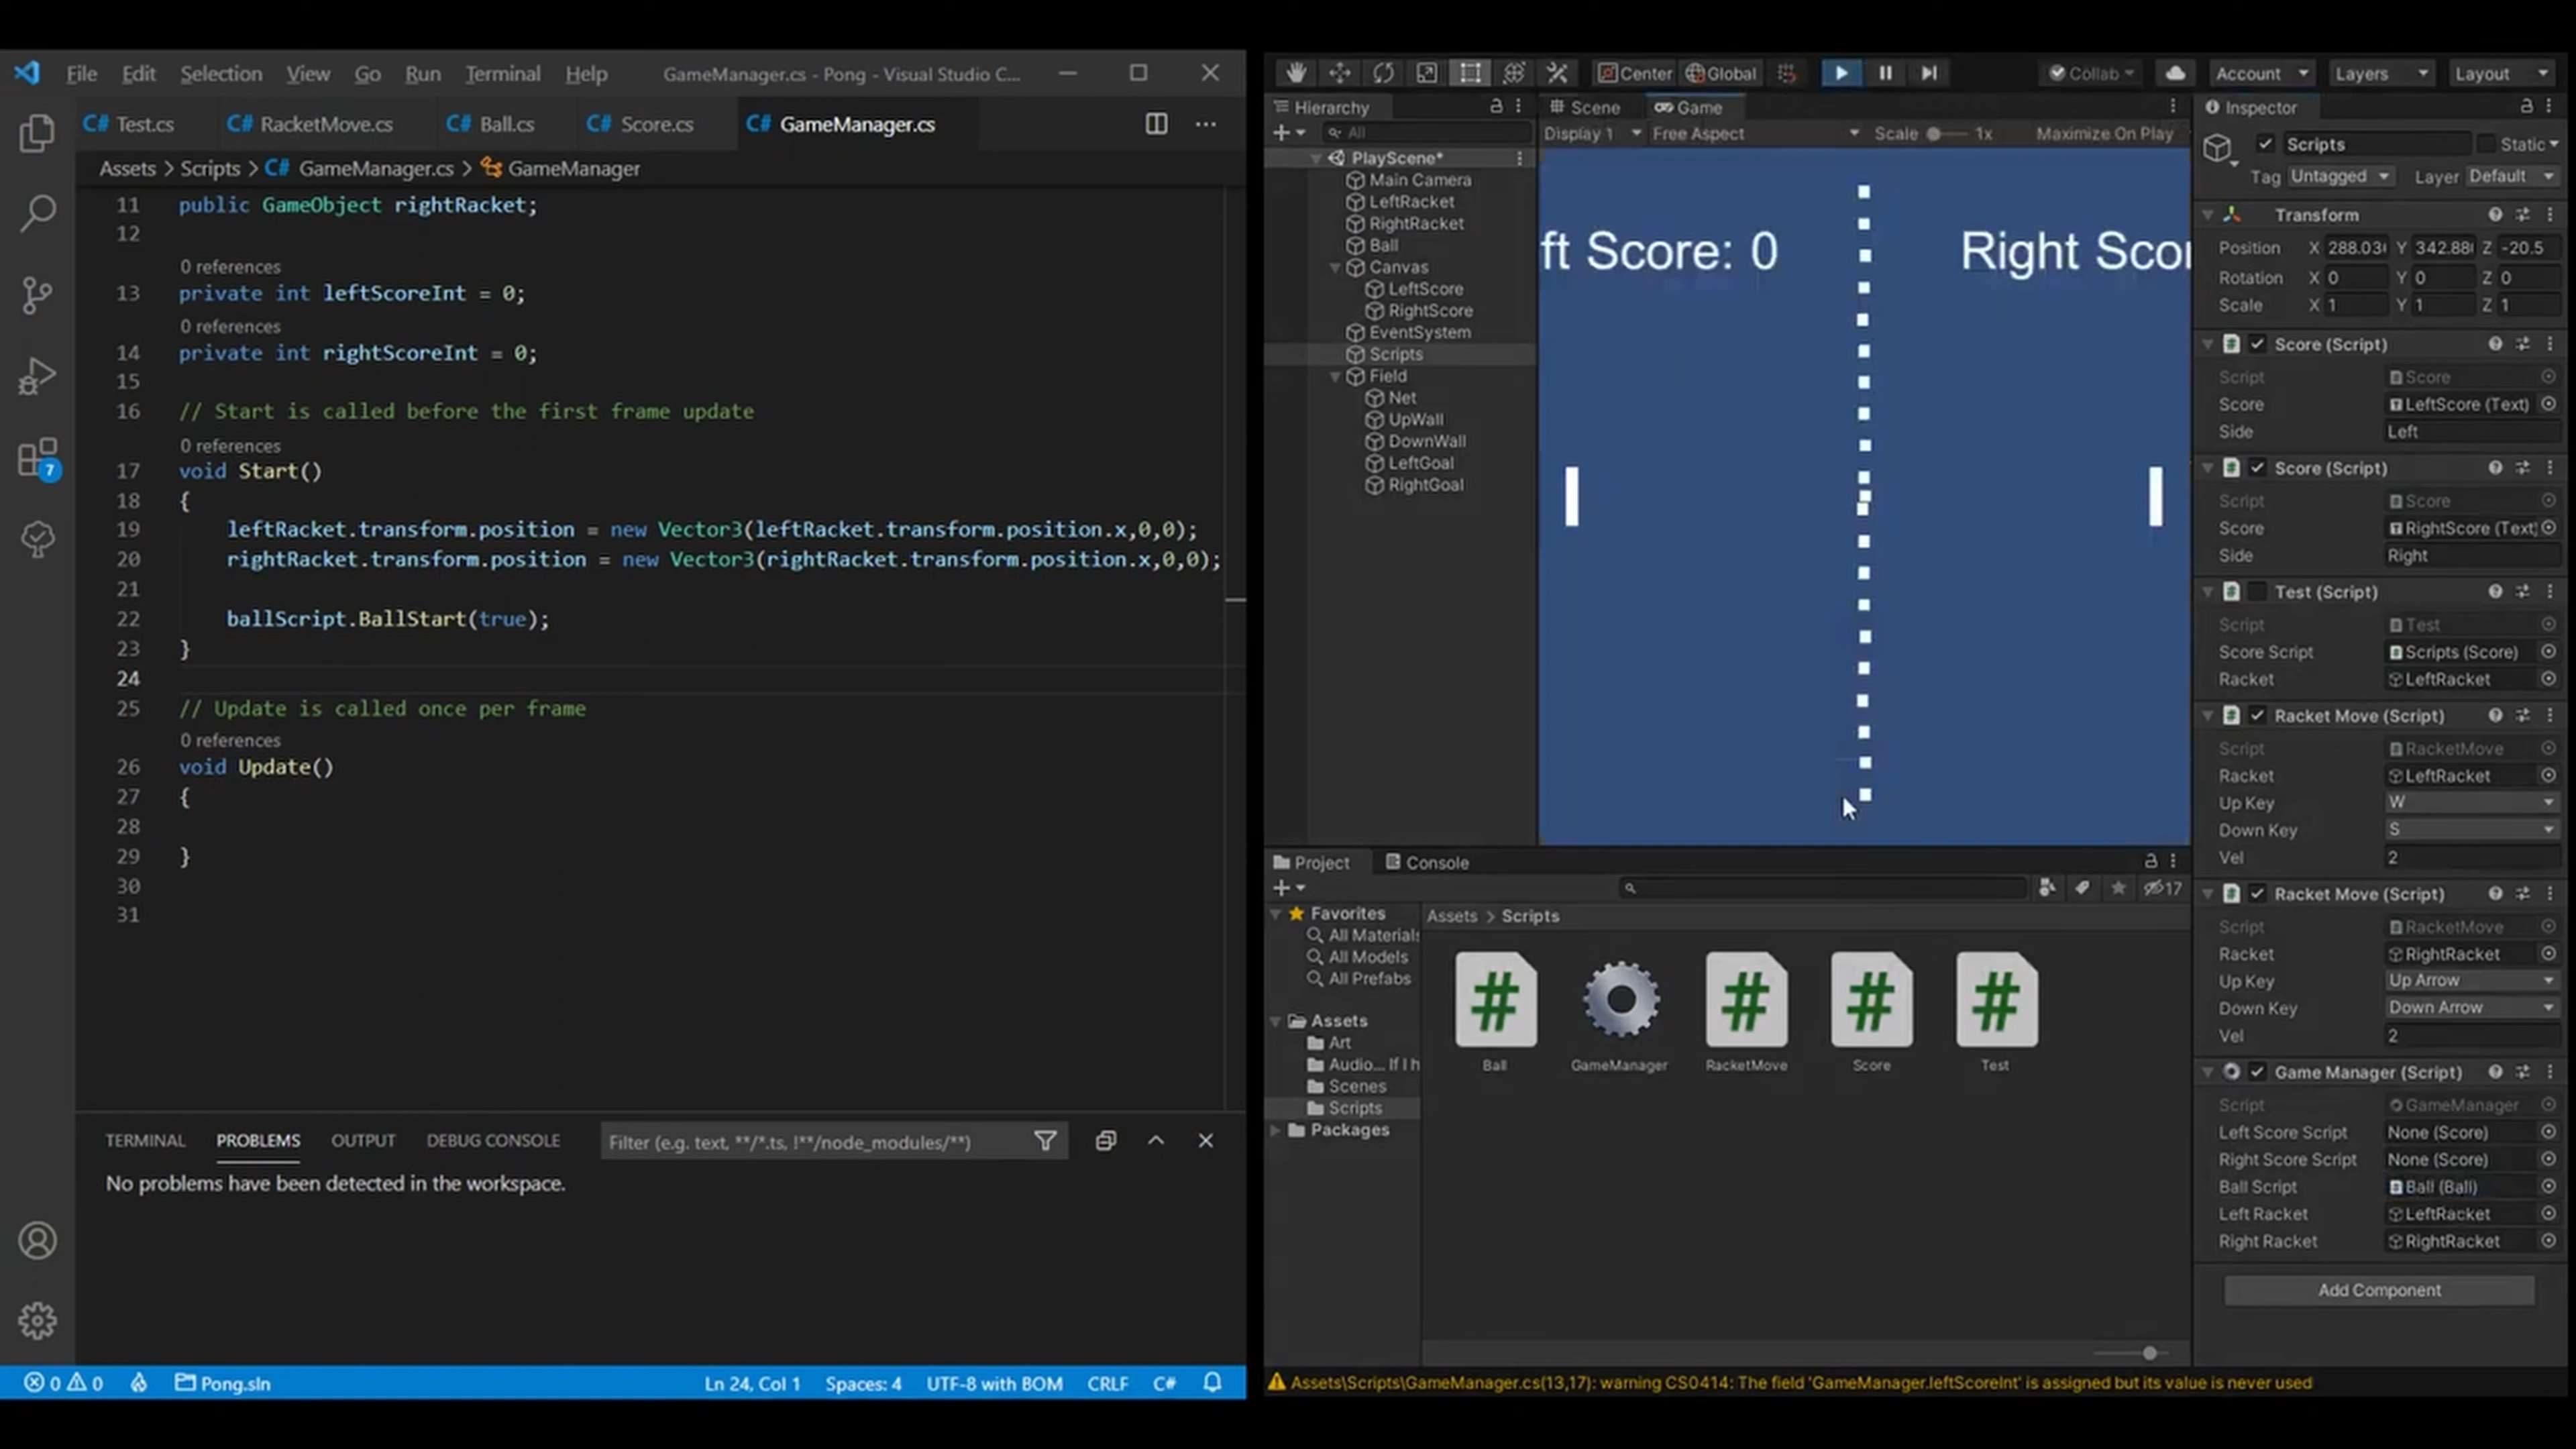 File Edit Selection View Go Run Terminal Help GameManager.cs - Pong - Visual Studio C...
C# Test.cs C# RacketMove.cs C# Ball.cs C# Score.cs C# GameManager.cs ...
Assets > Scripts > C# GameManager.cs > GameManager
11 public GameObject rightRacket;
12
0 references
13 private int leftScoreInt = 0;
0 references
14 private int rightScoreInt = 0;
15
16 // Start is called before the first frame update
0 references
17 void Start()
18 {
19 leftRacket.transform.position = new Vector3(leftRacket.transform.position.x,0,0);
20 rightRacket.transform.position = new Vector3(rightRacket.transform.position.x,0,0);
21
22 ballScript.BallStart(true);
23 }
24
25 // Update is called once per frame
0 references
26 void Update()
27 {
28
29 }
30
31
7
TERMINAL PROBLEMS OUTPUT DEBUG CONSOLE Filter (e.g. text, **/*.ts, !**/node_modules/**)
No problems have been detected in the workspace.
0 0 Pong.sln Ln 24, Col 1 Spaces: 4 UTF-8 with BOM CRLF C#
Center Global Collab Account Layers Layout
Hierarchy
All
PlayScene*
Main Camera
LeftRacket
RightRacket
Ball
Canvas
LeftScore
RightScore
EventSystem
Scripts
Field
Net
UpWall
DownWall
LeftGoal
RightGoal
Scene Game
Display 1 Free Aspect Scale 1x Maximize On Play
ft Score: 0 Right Scor
Project Console
17
Favorites
All Materials
All Models
All Prefabs
Assets
Art
Audio... If I h
Scenes
Scripts
Packages
Assets > Scripts
Ball GameManager RacketMove Score Test
Inspector
Scripts Static
Tag Untagged Layer Default
Transform
Position X 288.03 Y 342.88 Z -20.5
Rotation X 0 Y 0 Z 0
Scale X 1 Y 1 Z 1
Score (Script)
Script Score
Score LeftScore (Text)
Side Left
Score (Script)
Script Score
Score RightScore (Text)
Side Right
Test (Script)
Script Test
Score Script Scripts (Score)
Racket LeftRacket
Racket Move (Script)
Script RacketMove
Racket LeftRacket
Up Key W
Down Key S
Vel 2
Racket Move (Script)
Script RacketMove
Racket RightRacket
Up Key Up Arrow
Down Key Down Arrow
Vel 2
Game Manager (Script)
Script GameManager
Left Score Script None (Score)
Right Score Script None (Score)
Ball Script Ball (Ball)
Left Racket LeftRacket
Right Racket RightRacket
Add Component
Assets\Scripts\GameManager.cs(13,17): warning CS0414: The field 'GameManager.leftScoreInt' is assigned but its value is never used